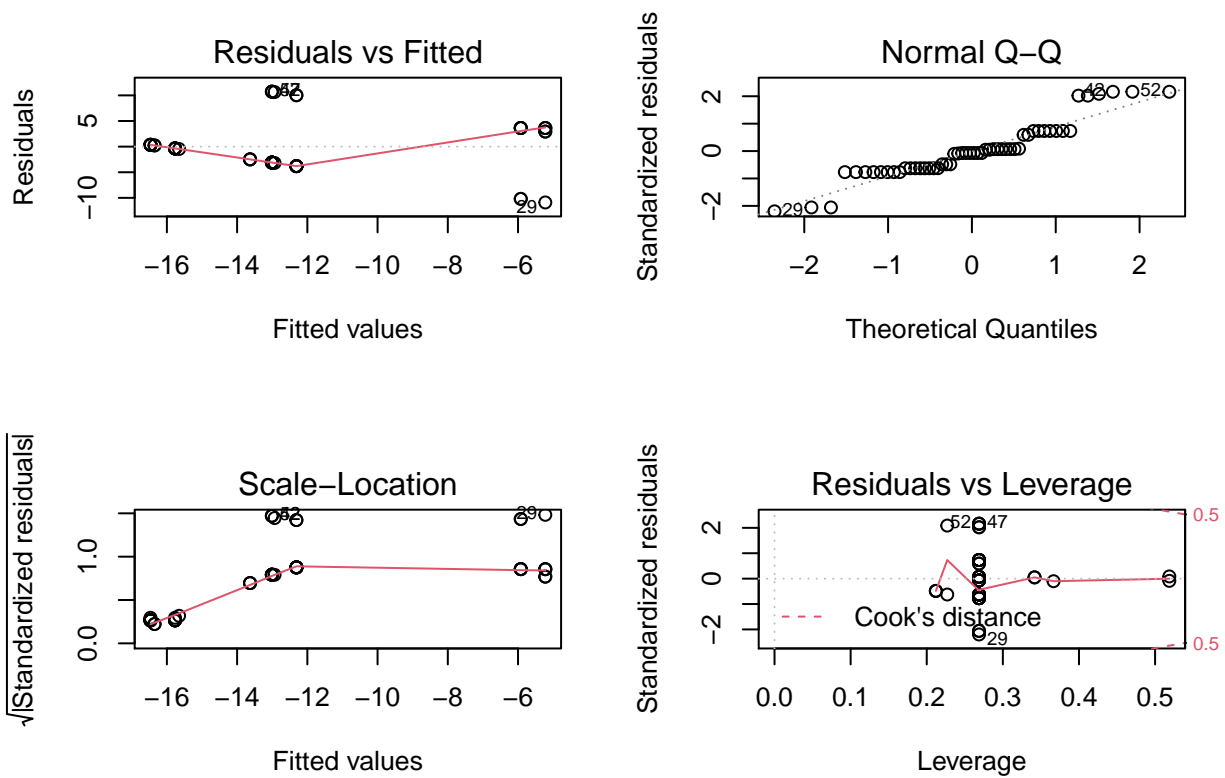 Residuals vs Fitted
Residuals
5
−10
29
−16 −14 −12 −10 −8 −6
Fitted values
Normal Q−Q
Standardized residuals
2
0
−2
42
52
29
−2 −1 0 1 2
Theoretical Quantiles
Scale−Location
√|Standardized residuals|
1.0
0.0
29
−16 −14 −12 −10 −8 −6
Fitted values
Residuals vs Leverage
Standardized residuals
2
0
−2
52
47
29
0.5
0.5
Cook's distance
0.0 0.1 0.2 0.3 0.4 0.5
Leverage